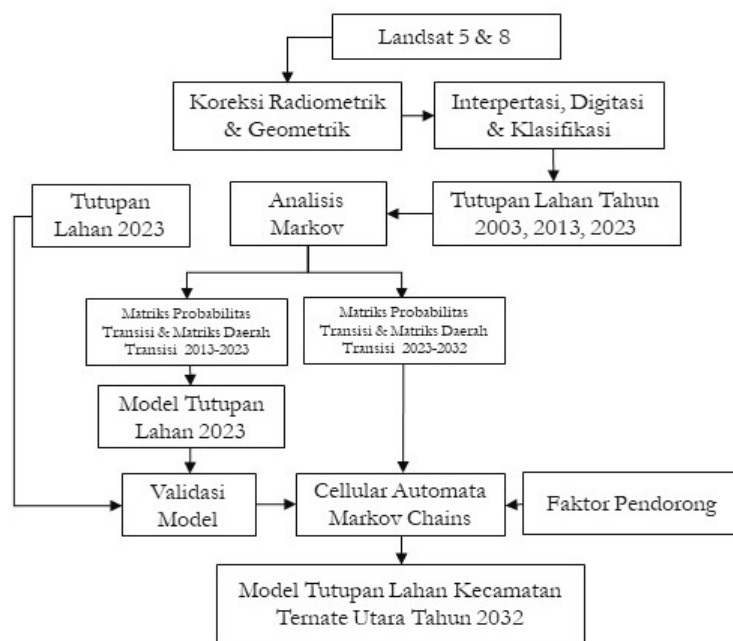 Landsat 5 & 8
Koreksi Radiometrik
& Geometrik
Interpertasi, Digitasi
& Klasifikasi
Tutupan
Lahan 2023
Analisis
Markov
Tutupan Lahan Tahun
2003, 2013, 2023
Matriks Probabilitas
Transisi & Matriks Daerah
Transisi 2013-2023
Matriks Probabilitas
Transisi & Matriks Daerah
Transisi 2023-2032
Model Tutupan
Lahan 2023
Validasi
Model
Cellular Automata
Markov Chains
Faktor Pendorong
Model Tutupan Lahan Kecamatan
Ternate Utara Tahun 2032